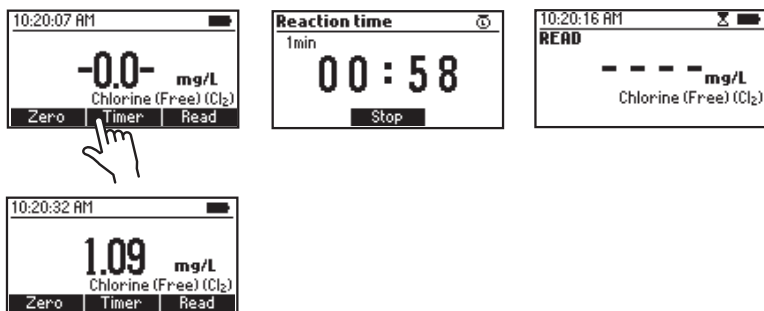 10:20:07 AM
-0.0- mg/L
Chlorine (Free) (Cl₂)
Zero Timer Read
Reaction time
1min
00:58
Stop
10:20:16 AM
READ
- - - - mg/L
Chlorine (Free) (Cl₂)
10:20:32 AM
1.09 mg/L
Chlorine (Free) (Cl₂)
Zero Timer Read